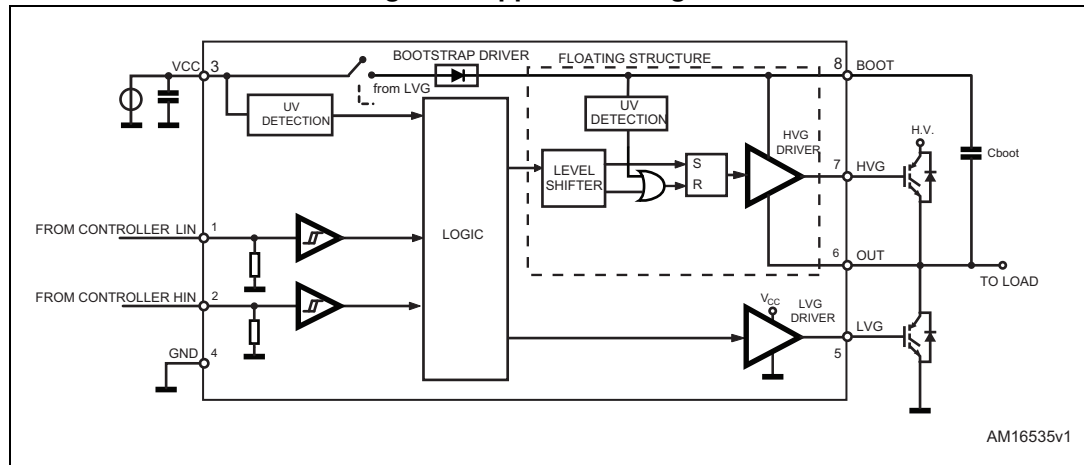 BOOTSTRAP DRIVER
FLOATING STRUCTURE
VCC
3
8
BOOT
from LVG
UV
DETECTION
UV
DETECTION
HVG
DRIVER
H.V.
Cboot
7
HVG
LEVEL
SHIFTER
S
R
FROM CONTROLLER LIN
1
LOGIC
6
OUT
TO LOAD
FROM CONTROLLER HIN
2
VCC
LVG
DRIVER
LVG
5
GND
4
AM16535v1